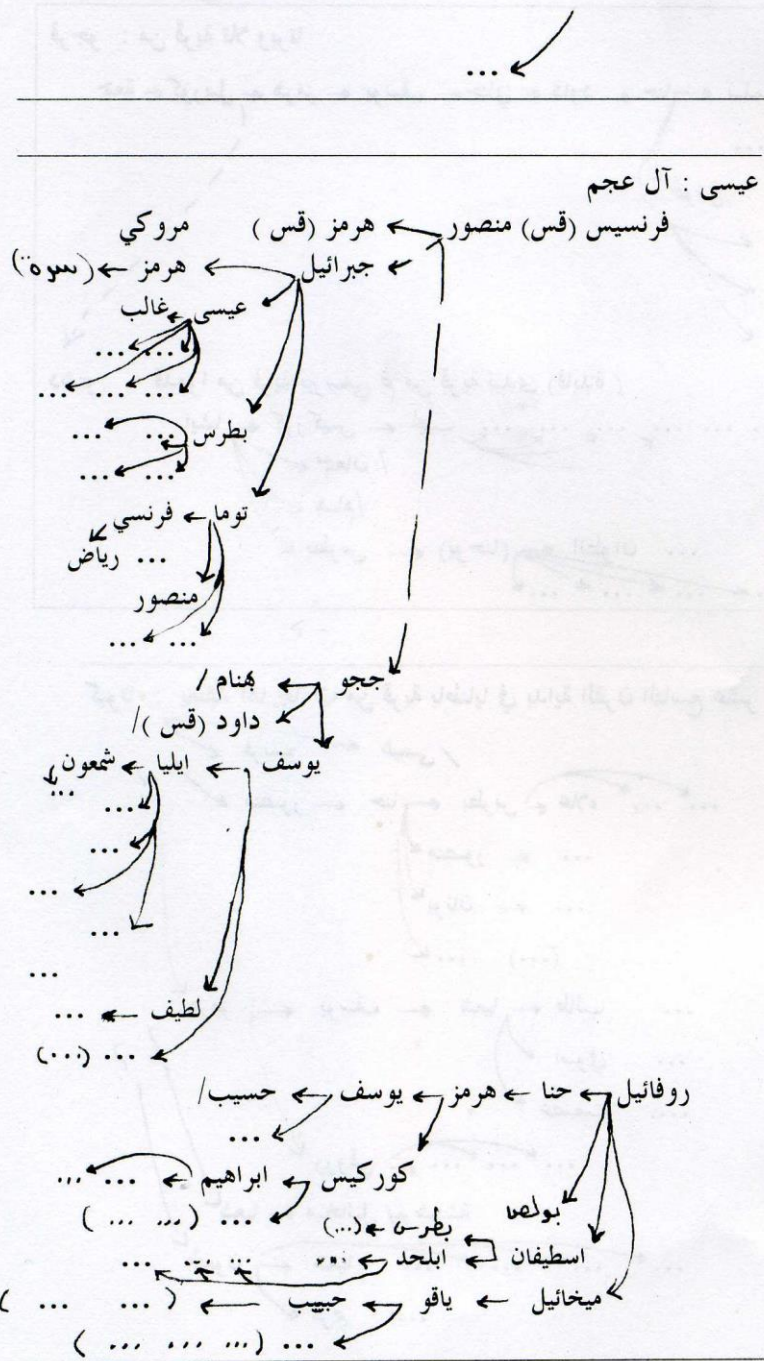 ...
عيسى : آل عجم
فرنسيس (قس) منصور ← هرمز (قس) مروكي
جبرائيل ← هرمز ←
عيسى ← غالب
... ...
... ... ...
بطرس ... ...
... ...
توما ← فرنسي
... رياض
منصور
... ...
ججو ← هنام /
داود (قس) /
يوسف ← ايليا ← شمعون
...
...
...
...
...
...
لطيف ← ...
... (...)
روفائيل ← حنا ← هرمز ← يوسف ← حسيب /
...
كوركيس ← ابراهيم ← ... ...
... (... ...)
بولص
بطرس ← (...)
اسطيفان ← ابلحد ← ... ... ... ...
ميخائيل ← ياقو ← حبيب ← (... ...)
... (... ... ...)